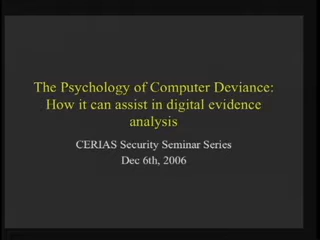 The Psychology of Computer Deviance:
How it can assist in digital evidence
analysis
CERIAS Security Seminar Series
Dec 6th, 2006